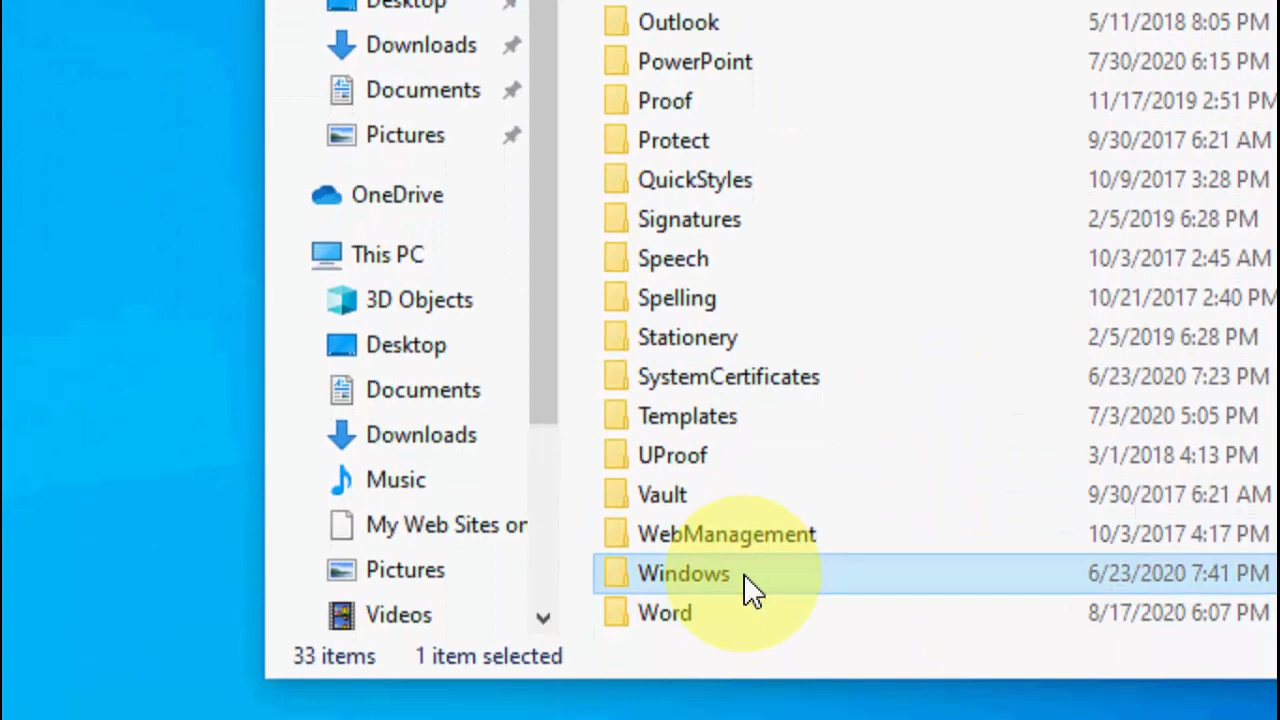 Desktop
Downloads
Documents
Pictures
OneDrive
This PC
3D Objects
Desktop
Documents
Downloads
Music
My Web Sites or
Pictures
Videos
Outlook 5/11/2018 8:05 PM
PowerPoint 7/30/2020 6:15 PM
Proof 11/17/2019 2:51 PM
Protect 9/30/2017 6:21 AM
QuickStyles 10/9/2017 3:28 PM
Signatures 2/5/2019 6:28 PM
Speech 10/3/2017 2:45 AM
Spelling 10/21/2017 2:40 PM
Stationery 2/5/2019 6:28 PM
SystemCertificates 6/23/2020 7:23 PM
Templates 7/3/2020 5:05 PM
UProof 3/1/2018 4:13 PM
Vault 9/30/2017 6:21 AM
WebManagement 10/3/2017 4:17 PM
Windows 6/23/2020 7:41 PM
Word 8/17/2020 6:07 PM
33 items 1 item selected